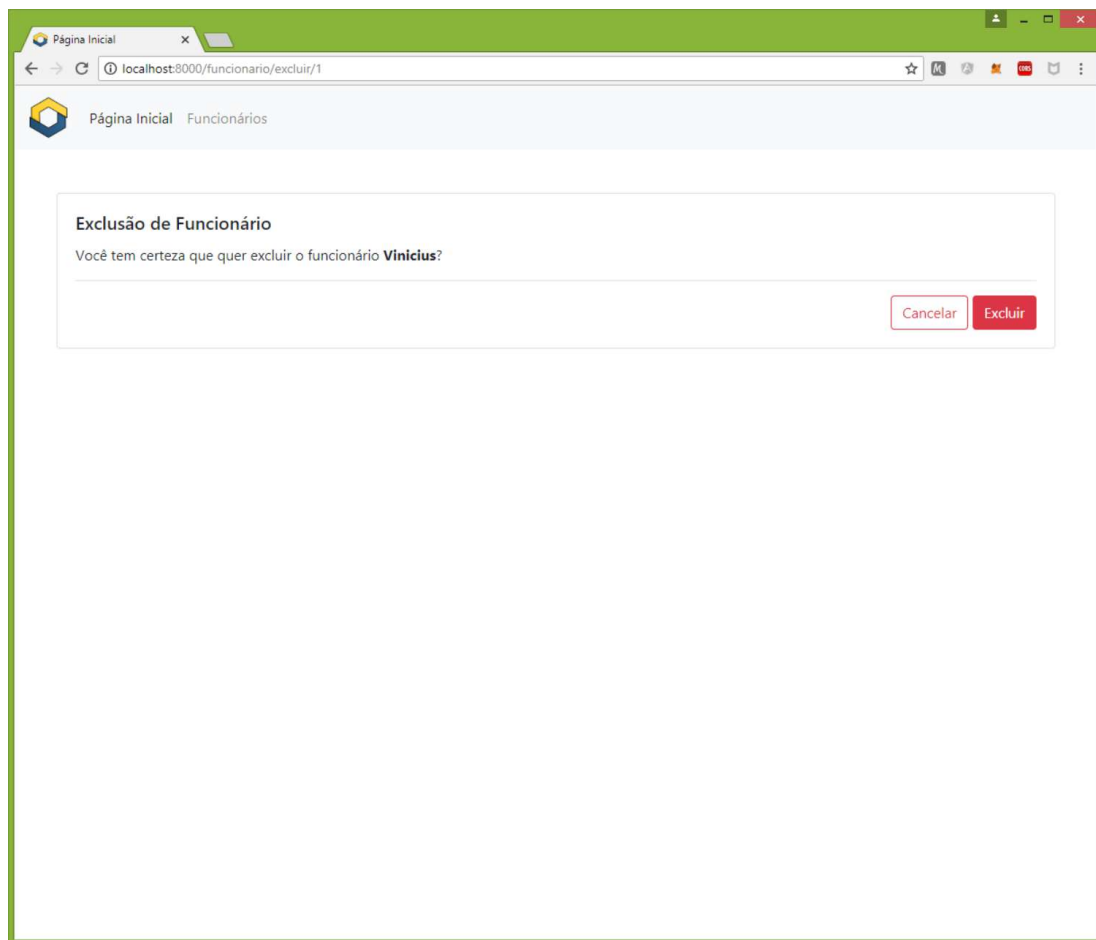 Página Inicial
localhost:8000/funcionario/excluir/1
CORS
Página Inicial Funcionários
Exclusão de Funcionário
Você tem certeza que quer excluir o funcionário Vinicius?
Cancelar Excluir